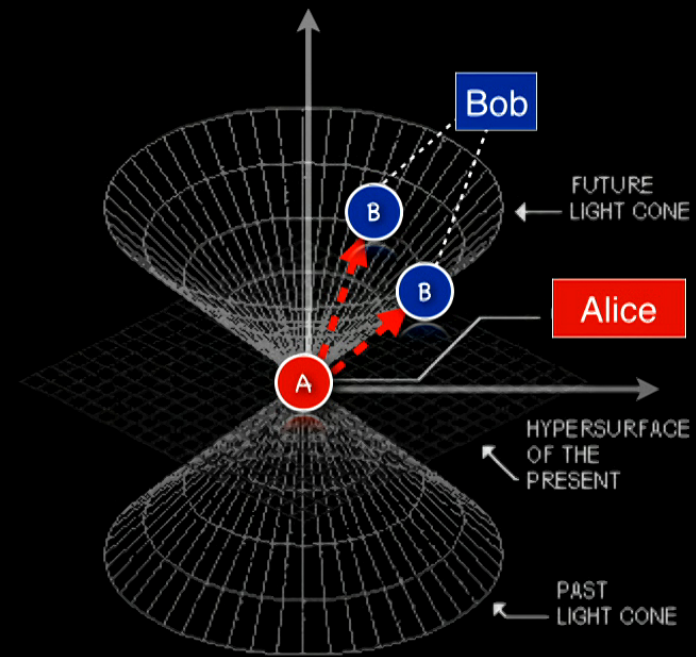 Bob
B
FUTURE
LIGHT CONE
B
Alice
A
HYPERSURFACE
OF THE
PRESENT
PAST
LIGHT CONE